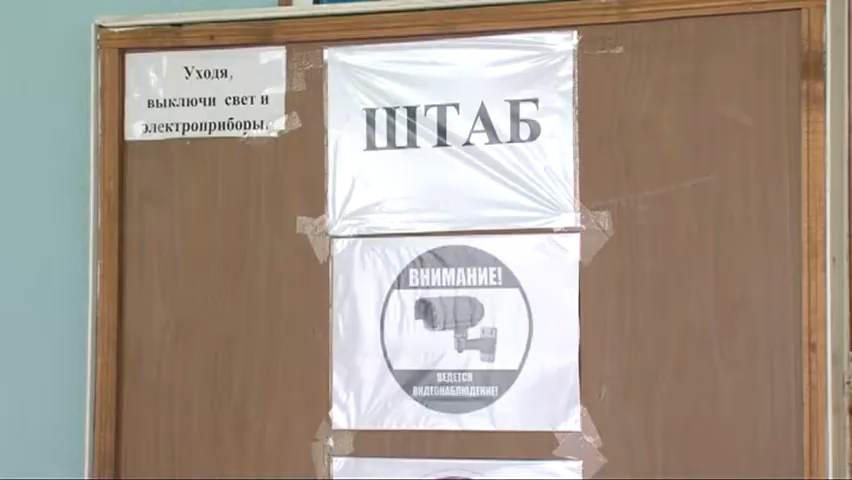 Уходя,
выключи свет и
электроприборы.
ШТАБ
ВНИМАНИЕ!
ВЕДЕТСЯ
ВИДЕОНАБЛЮДЕНИЕ!